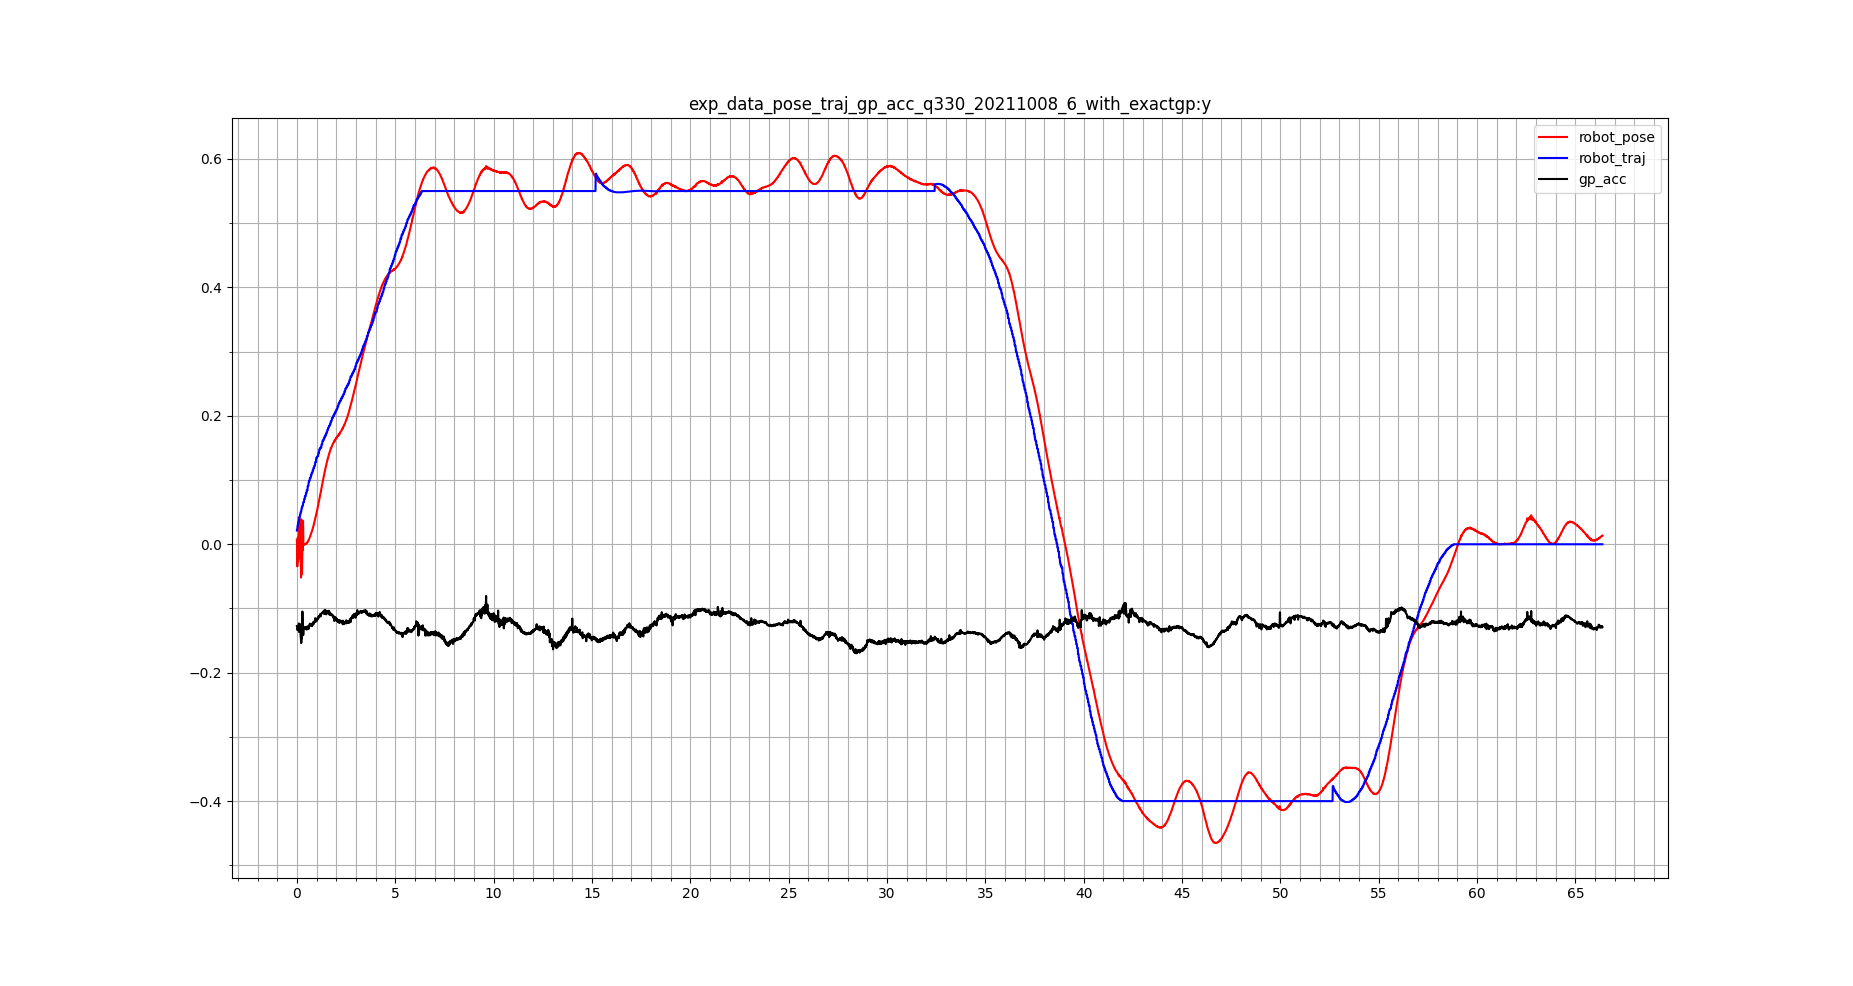 exp_data_pose_traj_gp_acc_q330_20211008_6_with_exactgp:y
robot_pose
robot_traj
gp_acc
0.6
0.4
0.2
0.0
−0.2
−0.4
0 5 10 15 20 25 30 35 40 45 50 55 60 65